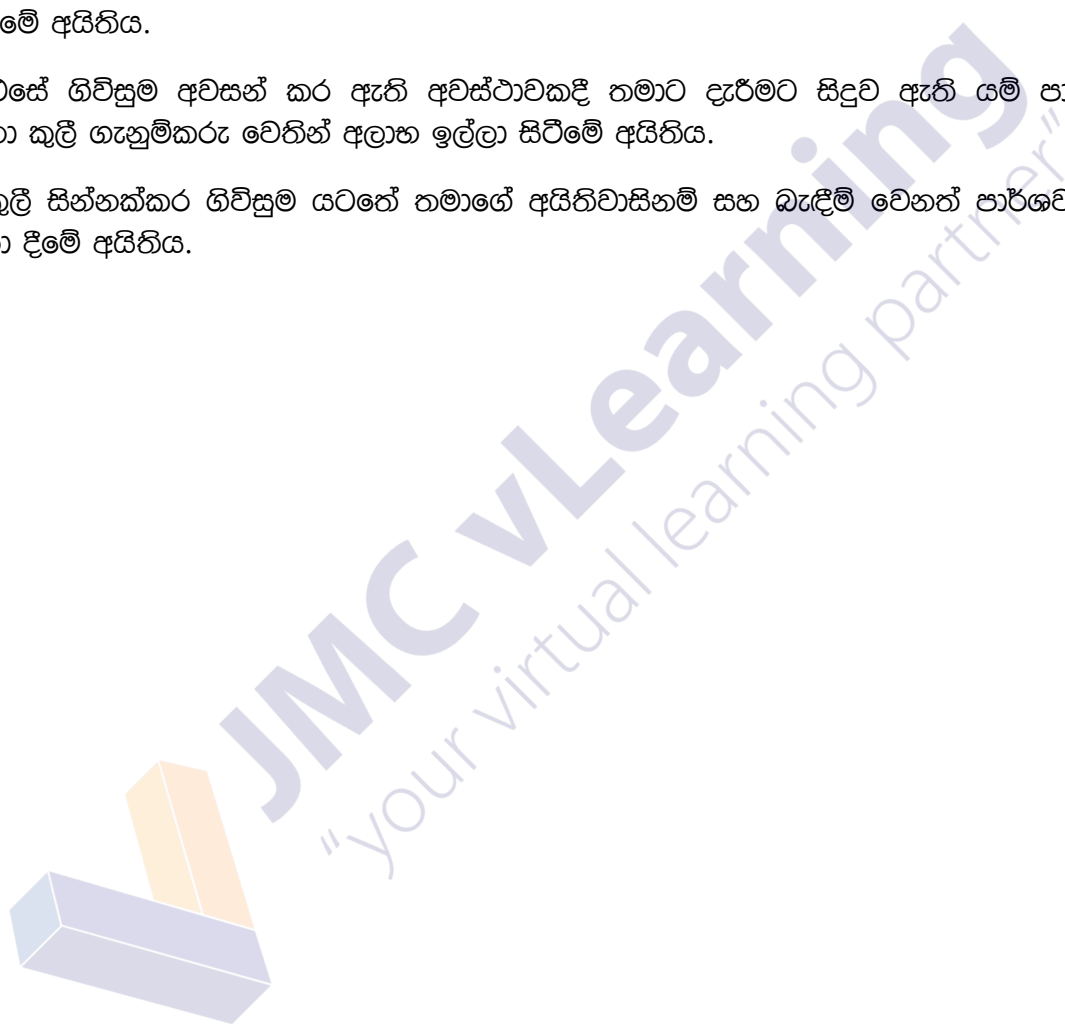 මේ අයිතිය.
එසේ ගිවිසුම අවසන් කර ඇති අවස්ථාවකදී තමාට දැරීමට සිදුව ඇති යම්
කුලී ගැනුම්කරු වෙතින් අලාභ ඉල්ලා සිටීමේ අයිතිය.
කුලී සින්නක්කර ගිවිසුම යටතේ තමාගේ අයිතිවාසිනම් සහ බැඳීම් වෙනත්
දීමේ අයිතිය.
JMC vLearning
"your virtual learning partner"